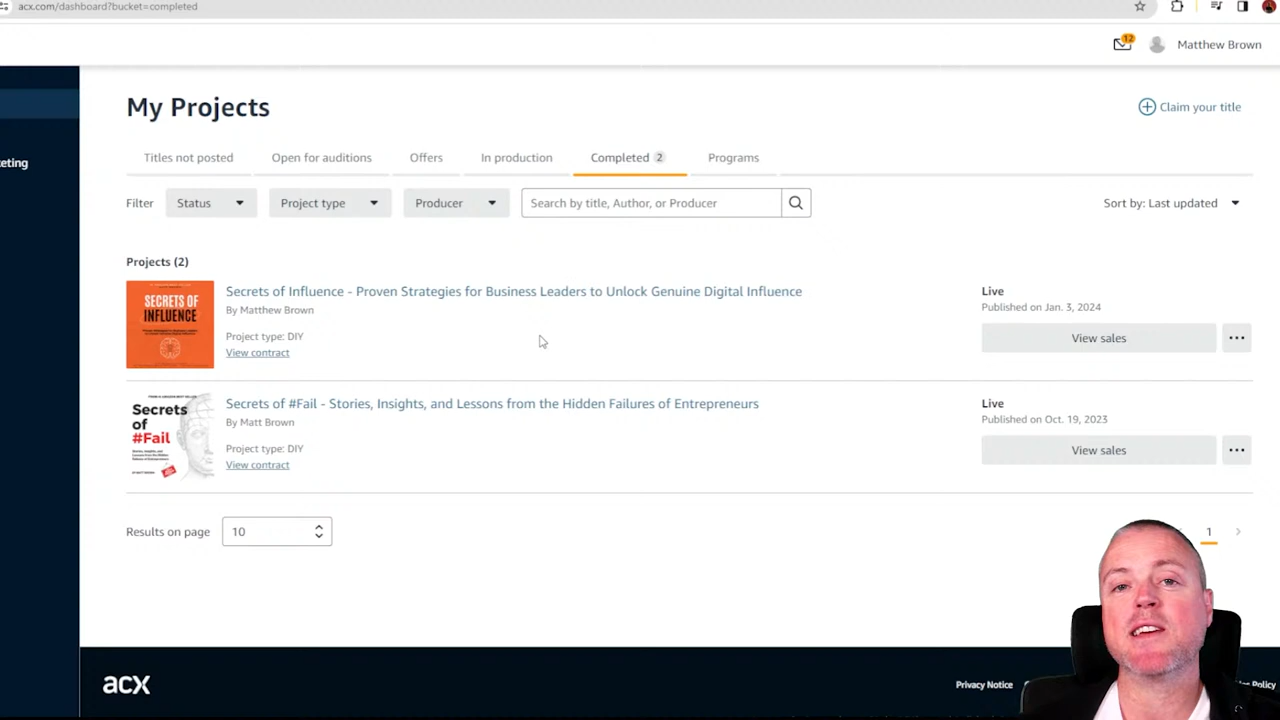 acx.com/dashboard?bucket=completed
12
Matthew Brown
My Projects
Claim your title
keting
Titles not posted Open for auditions Offers In production Completed 2 Programs
Filter Status Project type Producer Search by title, Author, or Producer Sort by: Last updated
Projects (2)
SECRETS OF
INFLUENCE
Secrets of Influence - Proven Strategies for Business Leaders to Unlock Genuine Digital Influence
By Matthew Brown
Project type: DIY
View contract
Live
Published on Jan. 3, 2024
View sales
Secrets
of
#Fail
Secrets of #Fail - Stories, Insights, and Lessons from the Hidden Failures of Entrepreneurs
By Matt Brown
Project type: DIY
View contract
Live
Published on Oct. 19, 2023
View sales
Results on page 10
1
acx
Privacy Notice
Policy